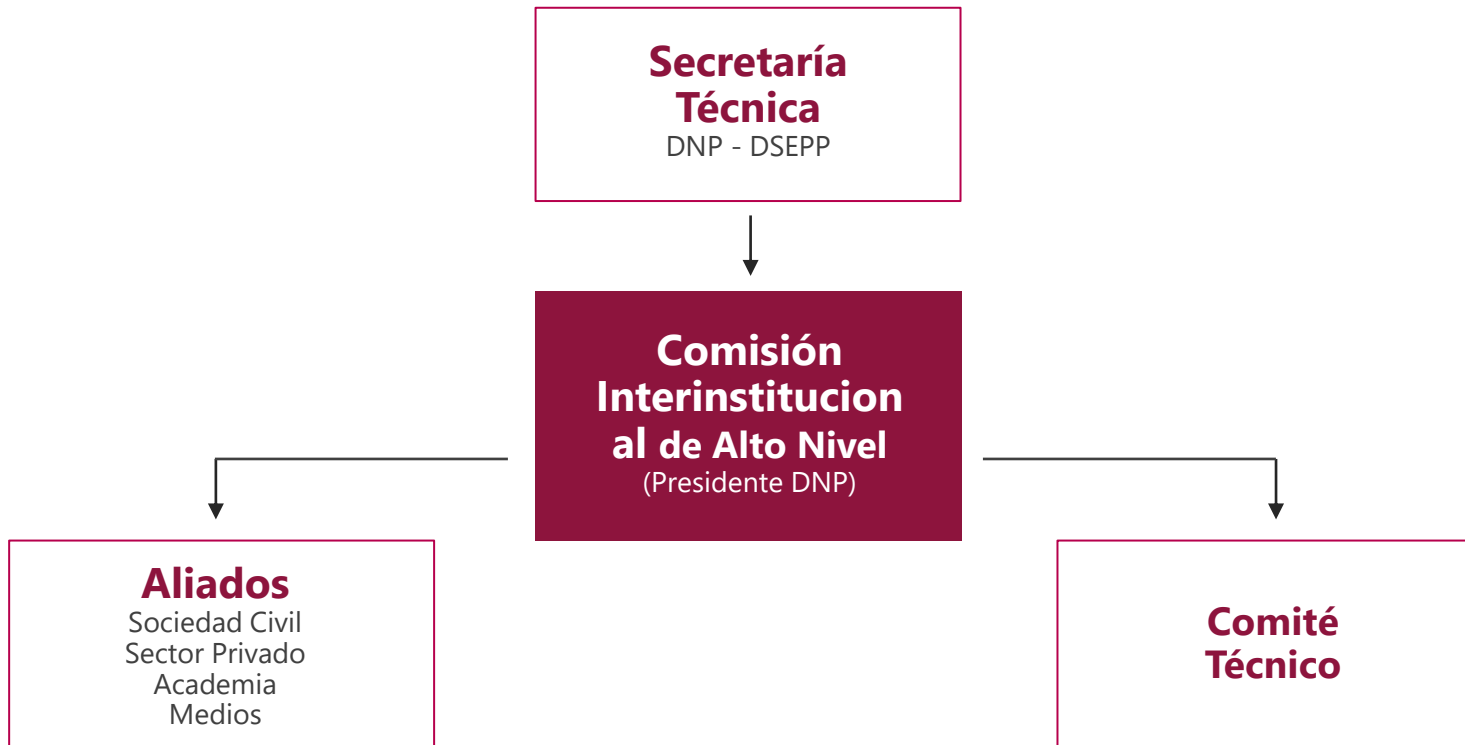 Secretaría
Técnica
DNP - DSEPP
Comisión
Interinstitucion
al de Alto Nivel
(Presidente DNP)
Aliados
Sociedad Civil
Sector Privado
Academia
Medios
Comité
Técnico